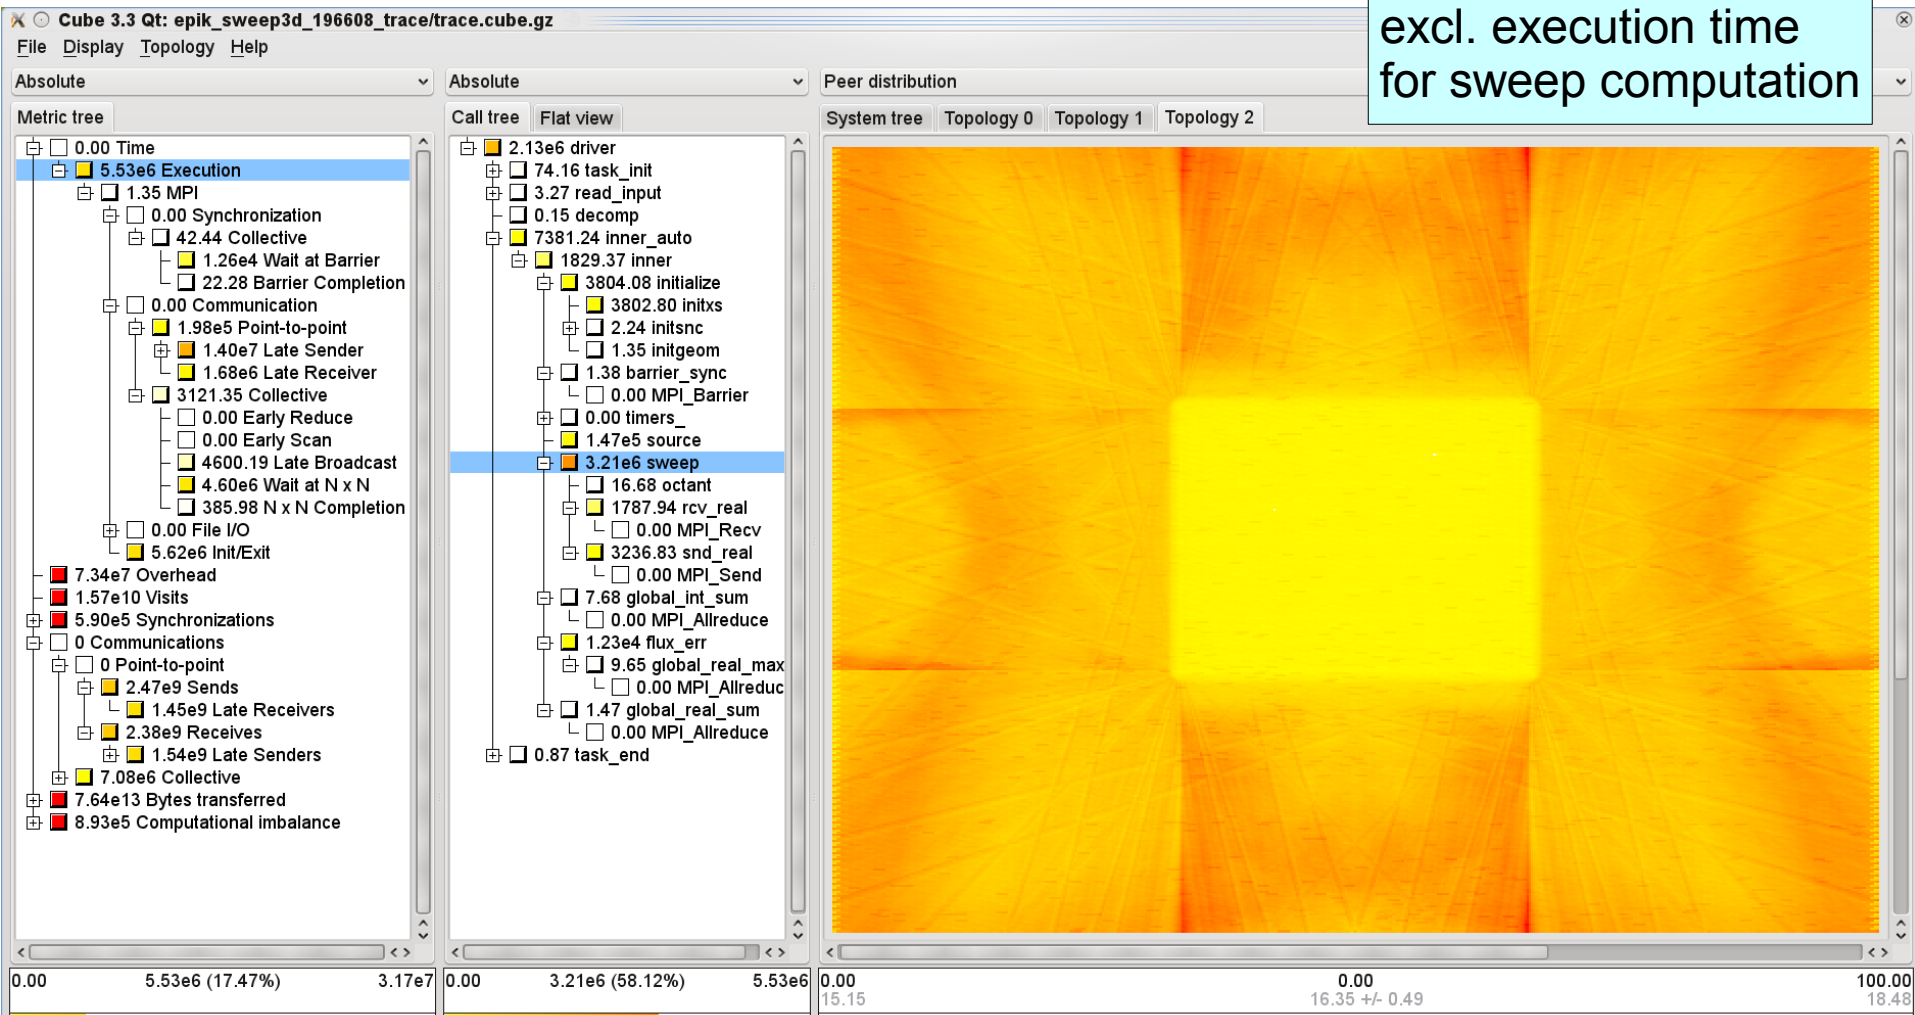 Cube 3.3 Qt: epik_sweep3d_196608_trace/trace.cube.gz
excl. execution time
for sweep computation
File Display Topology Help
Absolute
Absolute
Peer distribution
Metric tree
Call tree Flat view
System tree Topology 0 Topology 1 Topology 2
0.00 Time
5.53e6 Execution
1.35 MPI
0.00 Synchronization
42.44 Collective
1.26e4 Wait at Barrier
22.28 Barrier Completion
0.00 Communication
1.98e5 Point-to-point
1.40e7 Late Sender
1.68e6 Late Receiver
3121.35 Collective
0.00 Early Reduce
0.00 Early Scan
4600.19 Late Broadcast
4.60e6 Wait at N x N
385.98 N x N Completion
0.00 File I/O
5.62e6 Init/Exit
7.34e7 Overhead
1.57e10 Visits
5.90e5 Synchronizations
0 Communications
0 Point-to-point
2.47e9 Sends
1.45e9 Late Receivers
2.38e9 Receives
1.54e9 Late Senders
7.08e6 Collective
7.64e13 Bytes transferred
8.93e5 Computational imbalance
2.13e6 driver
74.16 task_init
3.27 read_input
0.15 decomp
7381.24 inner_auto
1829.37 inner
3804.08 initialize
3802.80 initxs
2.24 initsnc
1.35 initgeom
1.38 barrier_sync
0.00 MPI_Barrier
0.00 timers_
1.47e5 source
3.21e6 sweep
16.68 octant
1787.94 rcv_real
0.00 MPI_Recv
3236.83 snd_real
0.00 MPI_Send
7.68 global_int_sum
0.00 MPI_Allreduce
1.23e4 flux_err
9.65 global_real_max
0.00 MPI_Allreduc
1.47 global_real_sum
0.00 MPI_Allreduce
0.87 task_end
0.00 5.53e6 (17.47%) 3.17e7
0.00 3.21e6 (58.12%) 5.53e6
0.00 0.00 100.00
15.15 16.35 +/- 0.49 18.48